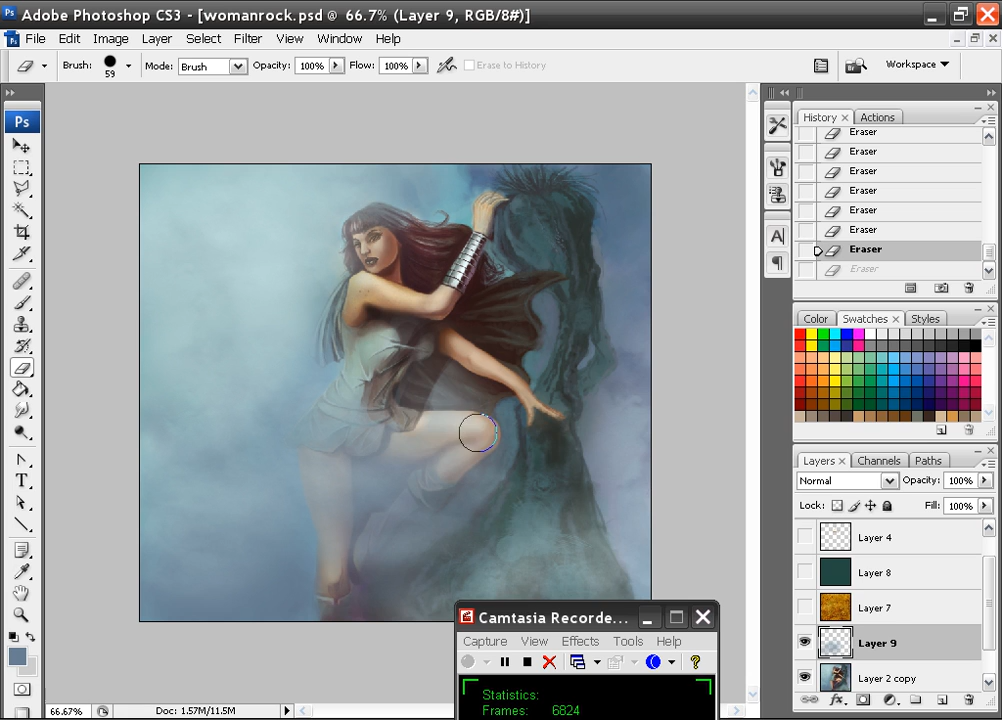 Adobe Photoshop CS3 - [womanrock.psd @ 66.7% (Layer 9, RGB/8#)]
File Edit Image Layer Select Filter View Window Help
Brush: 59 Mode: Brush Opacity: 100% Flow: 100% Erase to History Workspace
Ps
History Actions
Eraser
Eraser
Eraser
Eraser
Eraser
Eraser
Eraser
Eraser
Color Swatches Styles
Layers Channels Paths
Normal Opacity: 100%
Lock: Fill: 100%
Layer 4
Layer 8
Layer 7
Layer 9
Layer 2 copy
Camtasia Recorde...
Capture View Effects Tools Help
Statistics:
Frames: 6824
66.67% Doc: 1.57M/11.5M